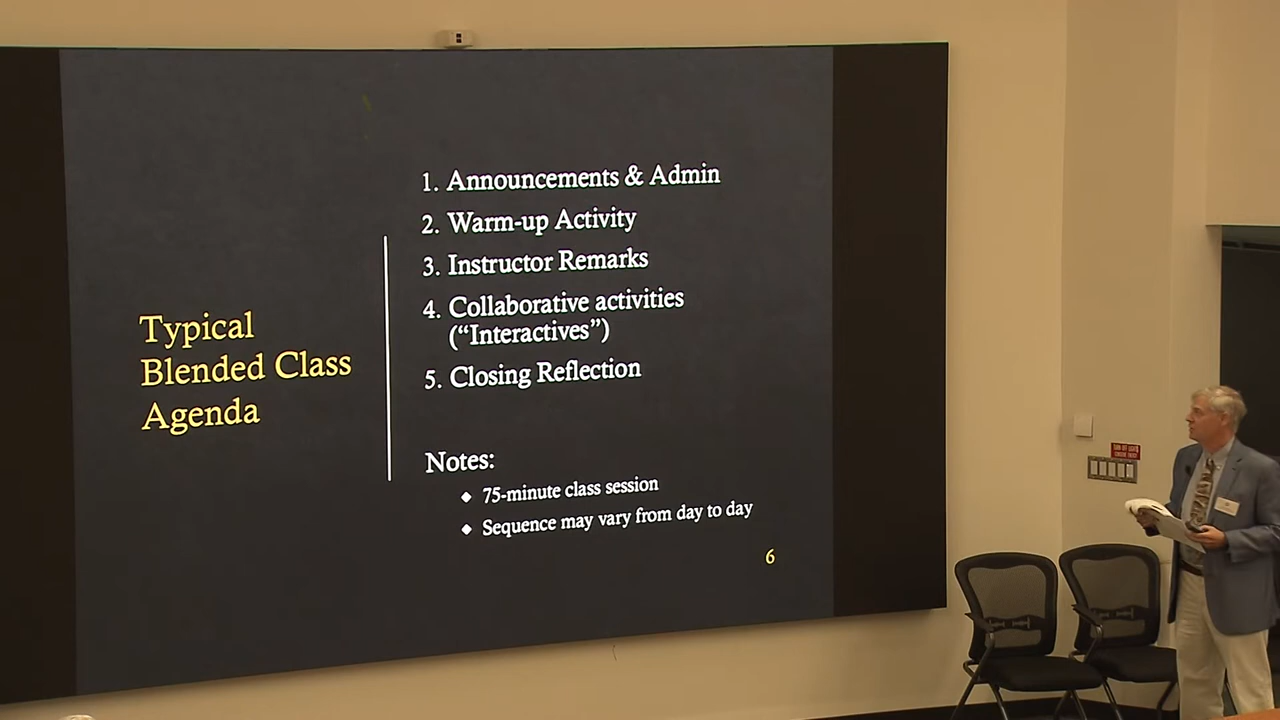 Typical
Blended Class
Agenda
1. Announcements & Admin
2. Warm-up Activity
3. Instructor Remarks
4. Collaborative activities
("Interactives")
5. Closing Reflection
Notes:
◆ 75-minute class session
◆ Sequence may vary from day to day
6